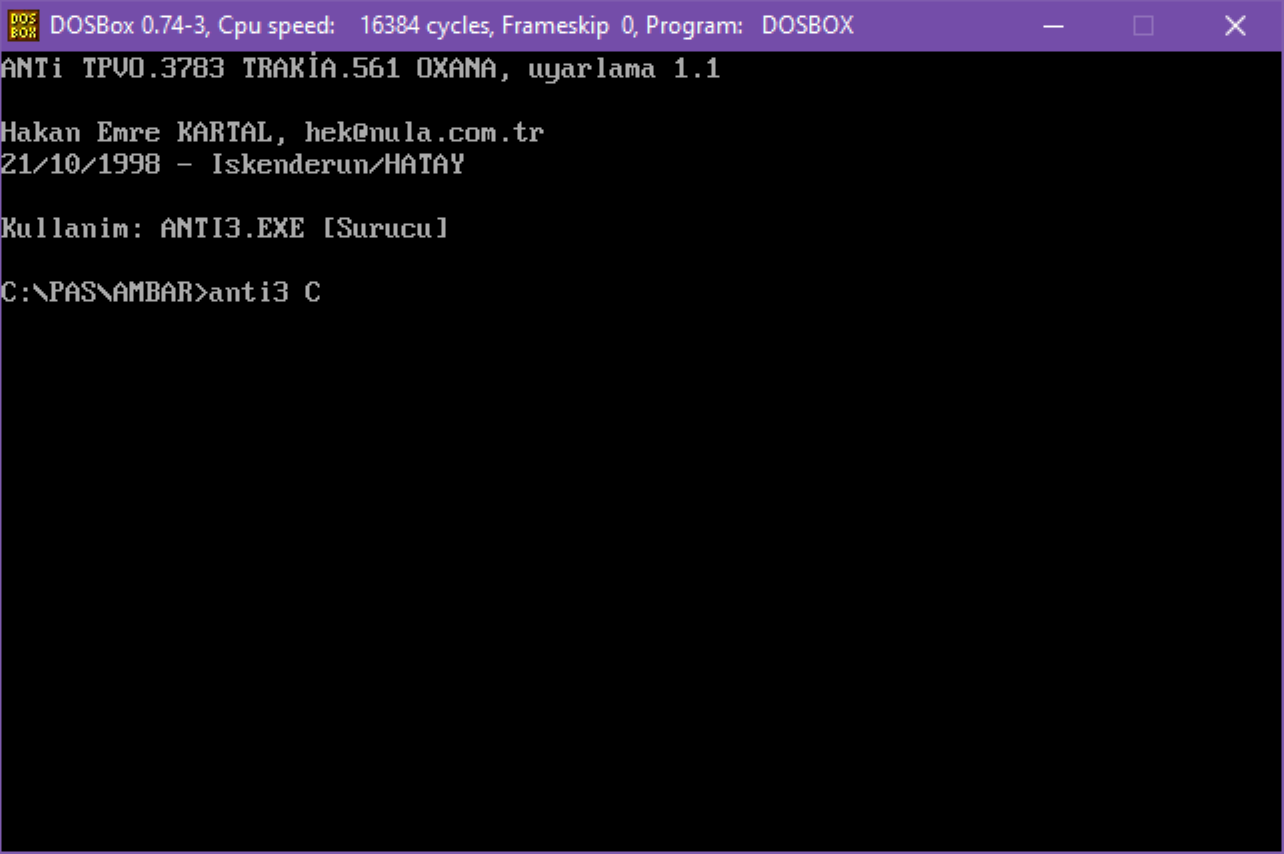 DOS
BOX
DOSBox 0.74-3, Cpu speed: 16384 cycles, Frameskip 0, Program: DOSBOX
ANTi TPVO.3783 TRAKİA.561 OXANA, uyarlama 1.1
Hakan Emre KARTAL, hek@nula.com.tr
21/10/1998 - Iskenderun/HATAY
Kullanim: ANTI3.EXE [Surucu]
C:\PAS\AMBAR>anti3 C